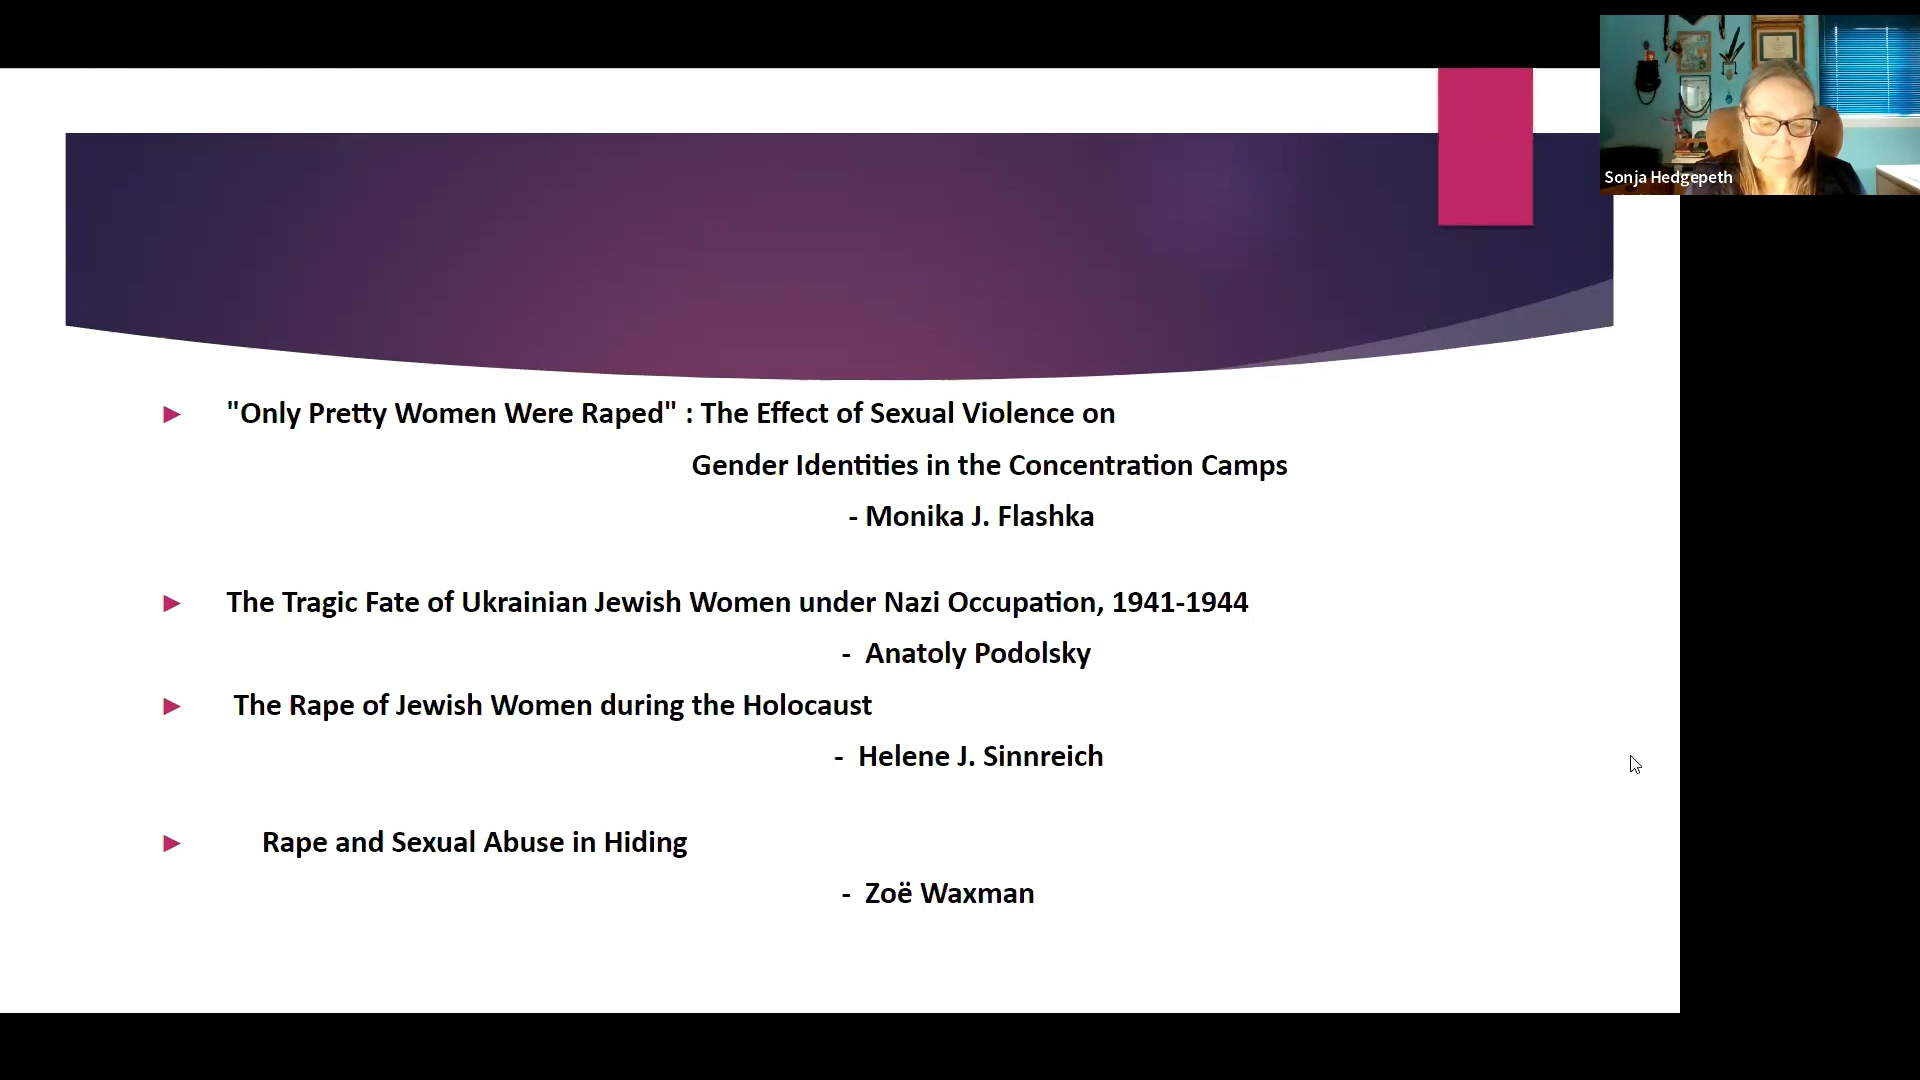 Sonja Hedgepeth
"Only Pretty Women Were Raped" : The Effect of Sexual Violence on
Gender Identities in the Concentration Camps
- Monika J. Flashka
The Tragic Fate of Ukrainian Jewish Women under Nazi Occupation, 1941-1944
- Anatoly Podolsky
The Rape of Jewish Women during the Holocaust
- Helene J. Sinnreich
Rape and Sexual Abuse in Hiding
- Zoë Waxman